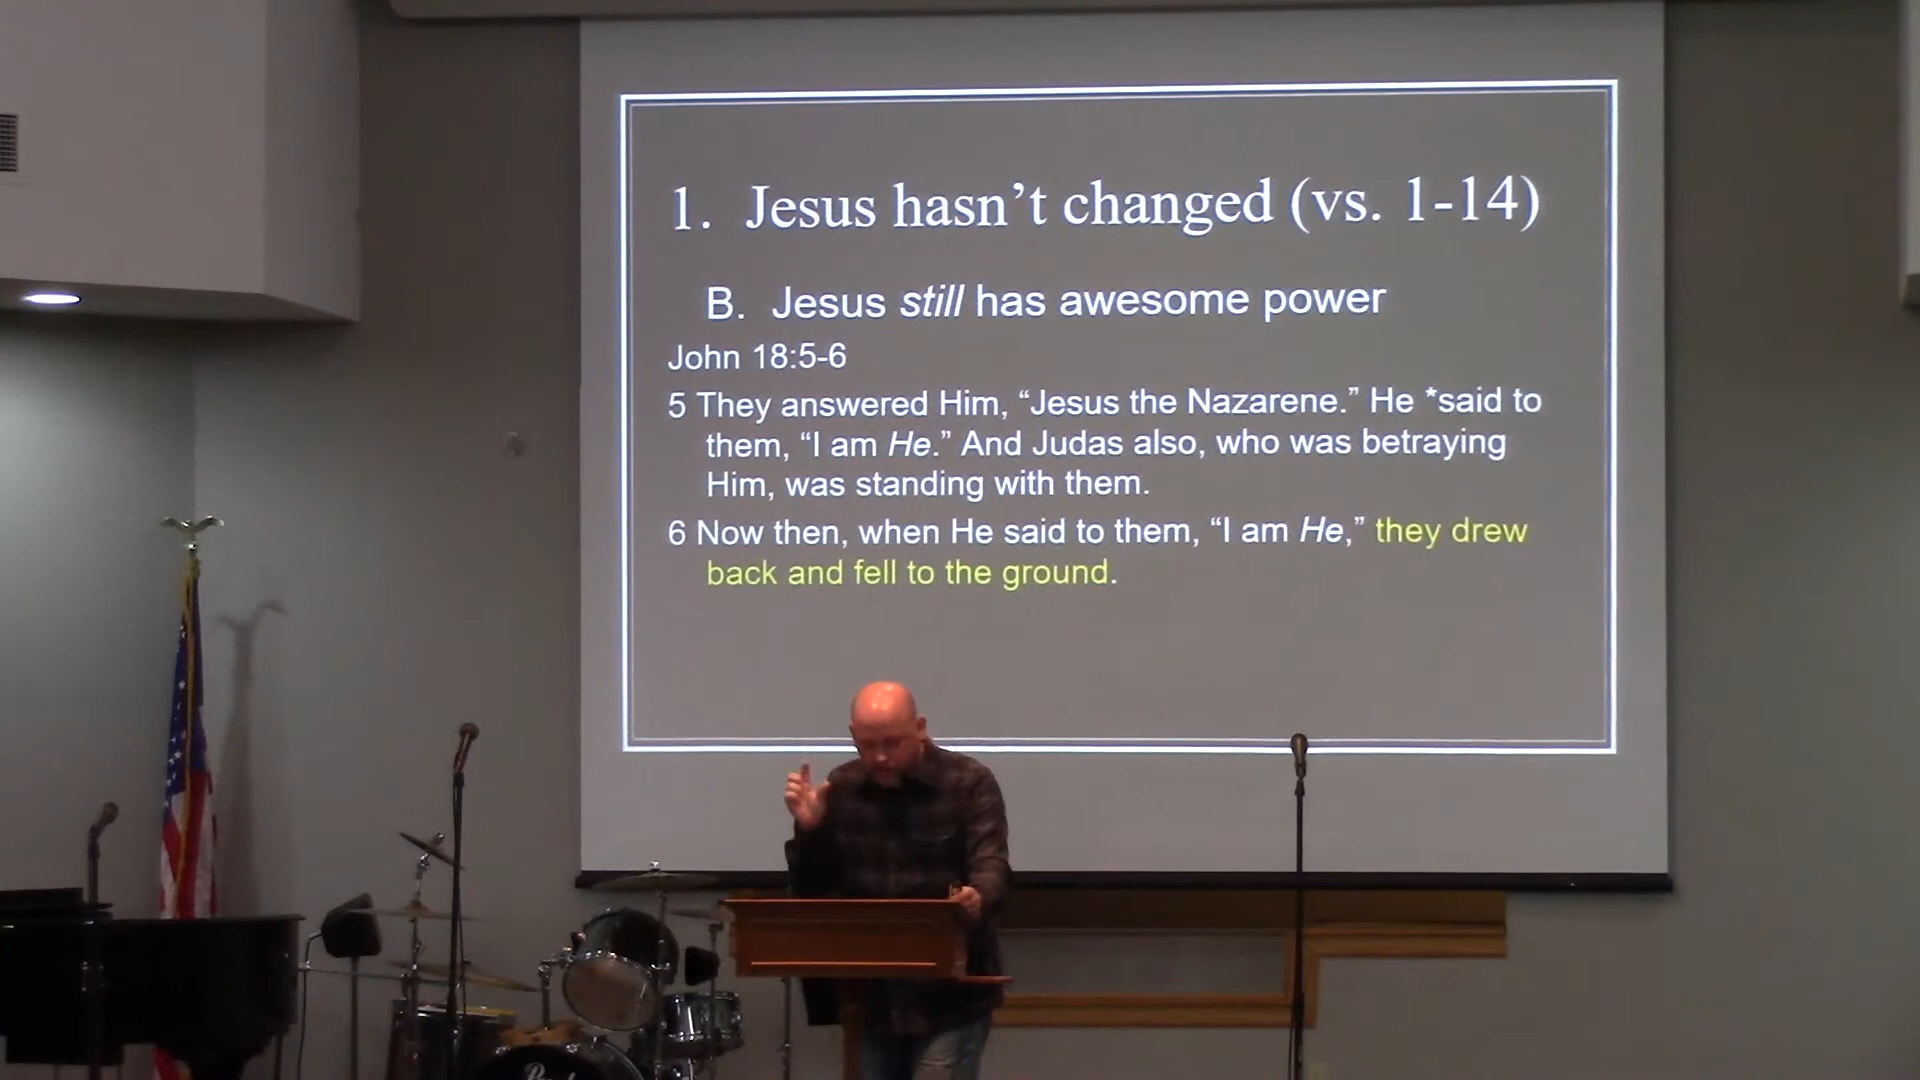 1. Jesus hasn’t changed (vs. 1-14)
B. Jesus still has awesome power
John 18:5-6
5 They answered Him, “Jesus the Nazarene.” He *said to
them, “I am He.” And Judas also, who was betraying
Him, was standing with them.
6 Now then, when He said to them, “I am He,” they drew
back and fell to the ground.